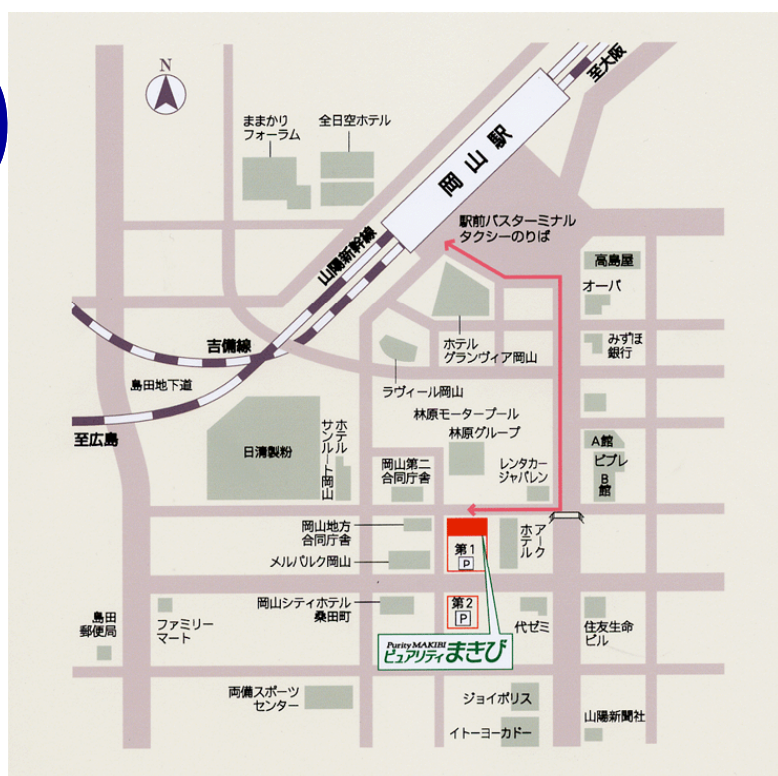 N
至大阪
ままかり
フォーラム
全日空ホテル
岡山駅
駅前バスターミナル
タクシーのりば
山陽新幹線
高島屋
オーパ
吉備線
ホテル
グランヴィア岡山
みずほ
銀行
島田地下道
ラヴィール岡山
至広島
林原モータープール
林原グループ
日清製粉
ホテル
サンルート岡山
岡山第二
合同庁舎
レンタカー
ジャパレン
A館
ビブレ
B
館
岡山地方
合同庁舎
第1
P
アーク
ホテル
メルパルク岡山
岡山シティホテル
桑田町
第2
P
島田
郵便局
ファミリー
マート
代ゼミ
住友生命
ビル
Purity MAKIBI
ピュアリティまきび
両備スポーツ
センター
ジョイポリス
イトーヨーカドー
山陽新聞社